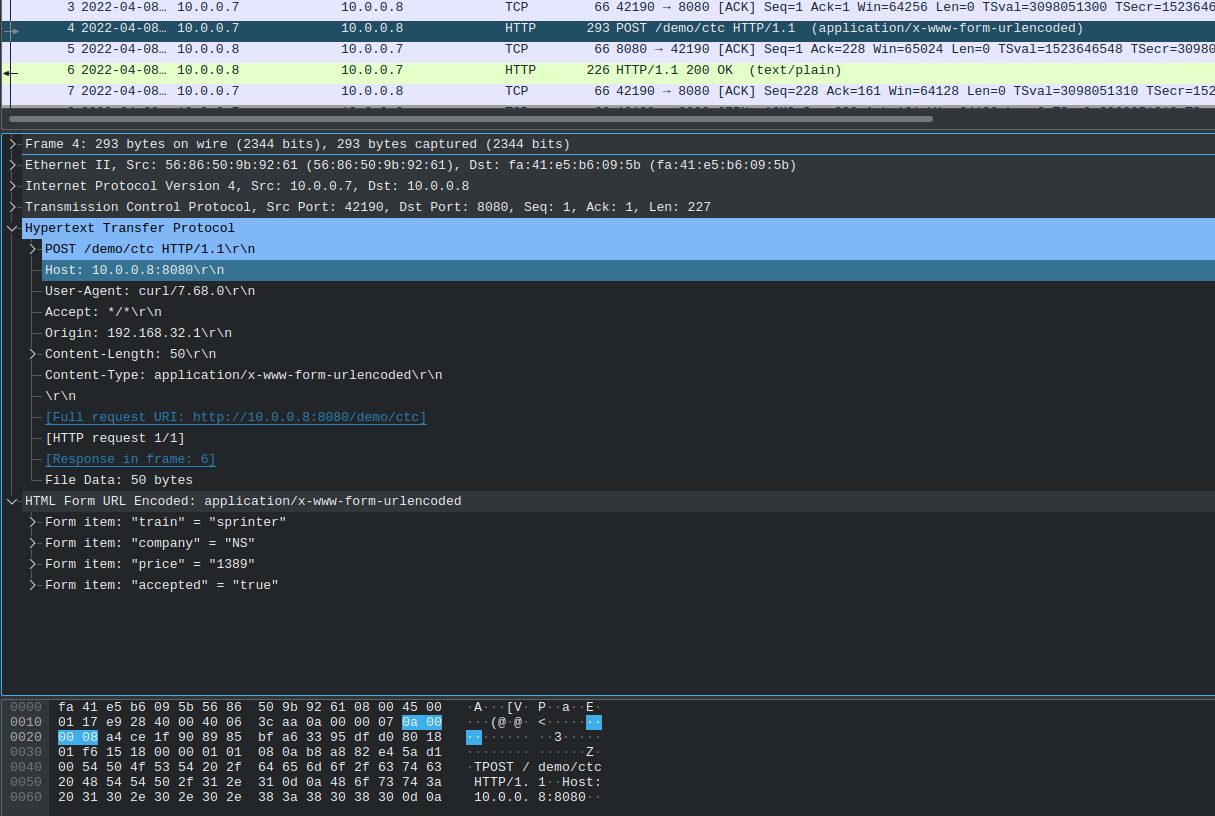 3 2022-04-08… 10.0.0.7 10.0.0.8 TCP 66 42190 → 8080 [ACK] Seq=1 Ack=1 Win=64256 Len=0 TSval=3098051300 TSecr=1523646
4 2022-04-08… 10.0.0.7 10.0.0.8 HTTP 293 POST /demo/ctc HTTP/1.1 (application/x-www-form-urlencoded)
5 2022-04-08… 10.0.0.8 10.0.0.7 TCP 66 8080 → 42190 [ACK] Seq=1 Ack=228 Win=65024 Len=0 TSval=1523646548 TSecr=30980
6 2022-04-08… 10.0.0.8 10.0.0.7 HTTP 226 HTTP/1.1 200 OK (text/plain)
7 2022-04-08… 10.0.0.7 10.0.0.8 TCP 66 42190 → 8080 [ACK] Seq=228 Ack=161 Win=64128 Len=0 TSval=3098051310 TSecr=152
Frame 4: 293 bytes on wire (2344 bits), 293 bytes captured (2344 bits)
Ethernet II, Src: 56:86:50:9b:92:61 (56:86:50:9b:92:61), Dst: fa:41:e5:b6:09:5b (fa:41:e5:b6:09:5b)
Internet Protocol Version 4, Src: 10.0.0.7, Dst: 10.0.0.8
Transmission Control Protocol, Src Port: 42190, Dst Port: 8080, Seq: 1, Ack: 1, Len: 227
Hypertext Transfer Protocol
POST /demo/ctc HTTP/1.1\r\n
Host: 10.0.0.8:8080\r\n
User-Agent: curl/7.68.0\r\n
Accept: */*\r\n
Origin: 192.168.32.1\r\n
Content-Length: 50\r\n
Content-Type: application/x-www-form-urlencoded\r\n
\r\n
[Full request URI: http://10.0.0.8:8080/demo/ctc]
[HTTP request 1/1]
[Response in frame: 6]
File Data: 50 bytes
HTML Form URL Encoded: application/x-www-form-urlencoded
Form item: "train" = "sprinter"
Form item: "company" = "NS"
Form item: "price" = "1389"
Form item: "accepted" = "true"
0000 fa 41 e5 b6 09 5b 56 86 50 9b 92 61 08 00 45 00 ·A···[V· P··a··E·
0010 01 17 e9 28 40 00 40 06 3c aa 0a 00 00 07 0a 00 ···(@·@· <·······
0020 00 08 a4 ce 1f 90 89 85 bf a6 33 95 df d0 80 18 ········ ··3·····
0030 01 f6 15 18 00 00 01 01 08 0a b8 a8 82 e4 5a d1 ········ ······Z·
0040 00 54 50 4f 53 54 20 2f 64 65 6d 6f 2f 63 74 63 ·TPOST / demo/ctc
0050 20 48 54 54 50 2f 31 2e 31 0d 0a 48 6f 73 74 3a HTTP/1. 1··Host:
0060 20 31 30 2e 30 2e 30 2e 38 3a 38 30 38 30 0d 0a 10.0.0. 8:8080··